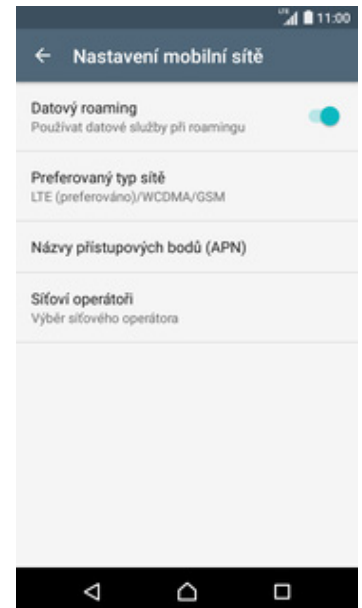 LTE 11:00
Nastavení mobilní sítě
Datový roaming
Používat datové služby při roamingu
Preferovaný typ sítě
LTE (preferováno)/WCDMA/GSM
Názvy přístupových bodů (APN)
Síťoví operátoři
Výběr síťového operátora